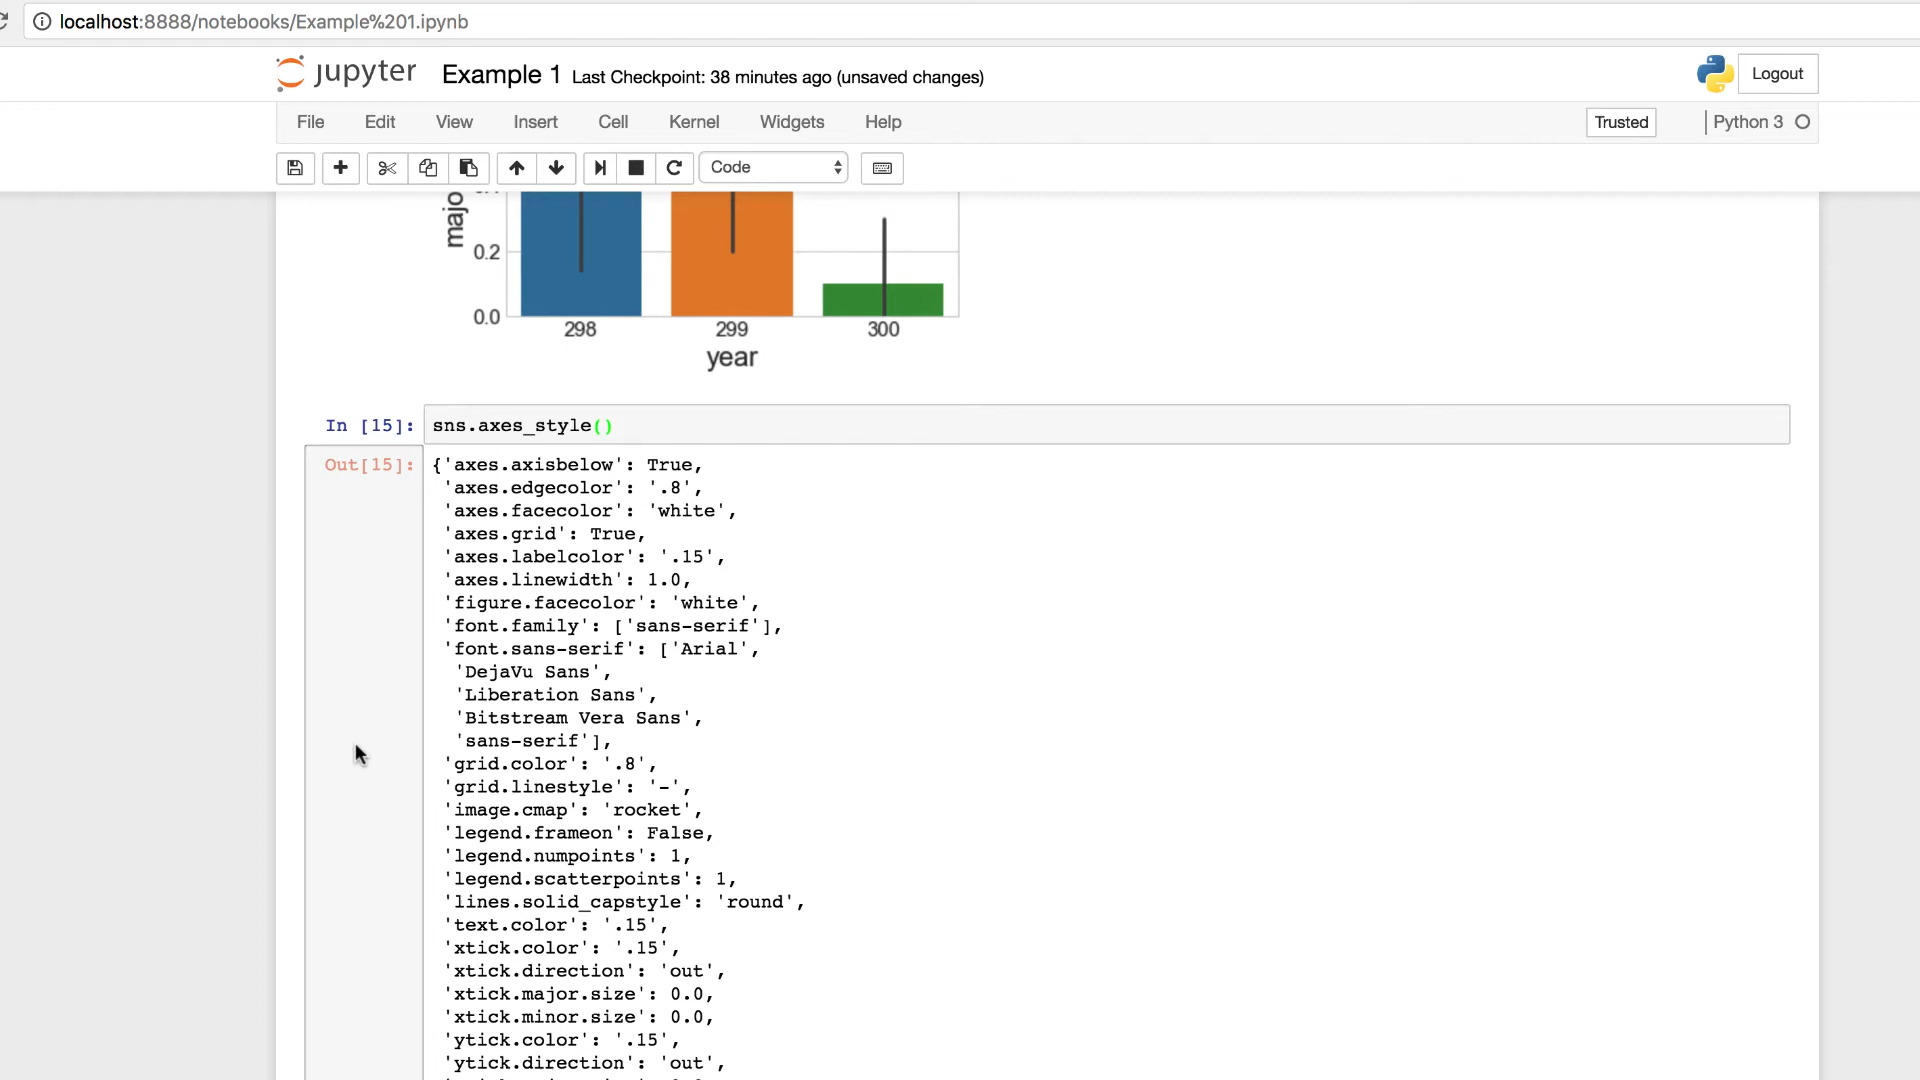 localhost:8888/notebooks/Example%201.ipynb
jupyter Example 1 Last Checkpoint: 38 minutes ago (unsaved changes)
Logout
File Edit View Insert Cell Kernel Widgets Help
Trusted
Python 3
Code
majo
0.2
0.0
298 299 300
year
In [15]: sns.axes_style()
Out[15]: {'axes.axisbelow': True,
'axes.edgecolor': '.8',
'axes.facecolor': 'white',
'axes.grid': True,
'axes.labelcolor': '.15',
'axes.linewidth': 1.0,
'figure.facecolor': 'white',
'font.family': ['sans-serif'],
'font.sans-serif': ['Arial',
'DejaVu Sans',
'Liberation Sans',
'Bitstream Vera Sans',
'sans-serif'],
'grid.color': '.8',
'grid.linestyle': '-',
'image.cmap': 'rocket',
'legend.frameon': False,
'legend.numpoints': 1,
'legend.scatterpoints': 1,
'lines.solid_capstyle': 'round',
'text.color': '.15',
'xtick.color': '.15',
'xtick.direction': 'out',
'xtick.major.size': 0.0,
'xtick.minor.size': 0.0,
'ytick.color': '.15',
'ytick.direction': 'out',